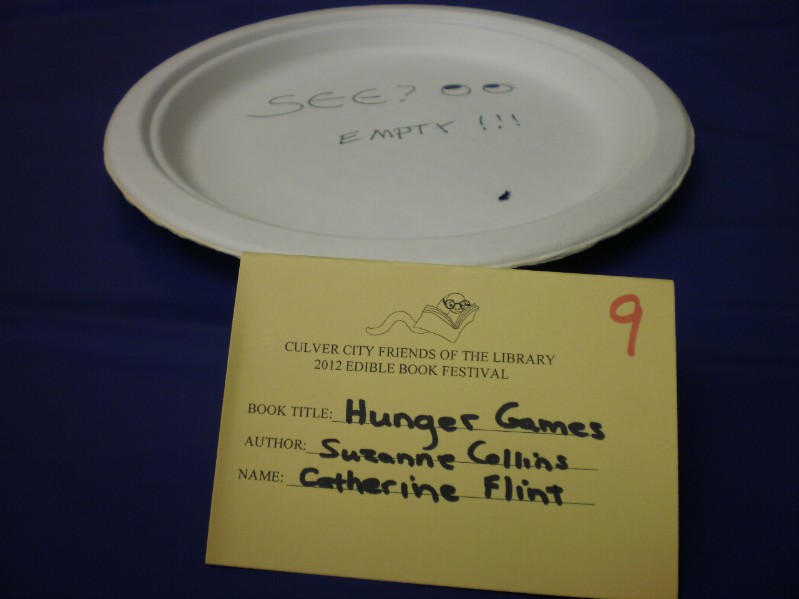 SEE?
EMPTY !!!
9
CULVER CITY FRIENDS OF THE LIBRARY
2012 EDIBLE BOOK FESTIVAL
BOOK TITLE: Hunger Games
AUTHOR: Suzanne Collins
NAME: Catherine Flint